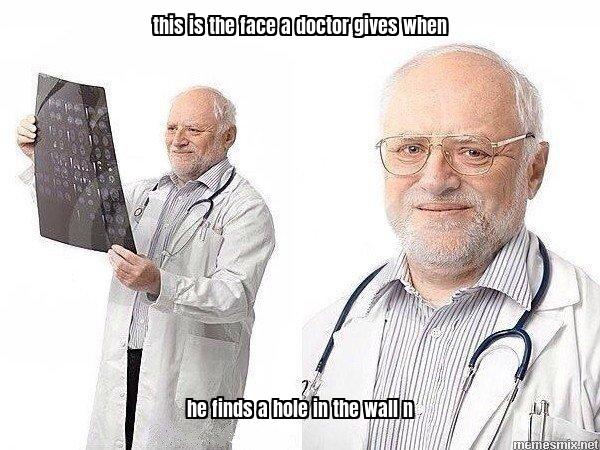 this is the face a doctor gives when
he finds a hole in the wall n
memesmix.net